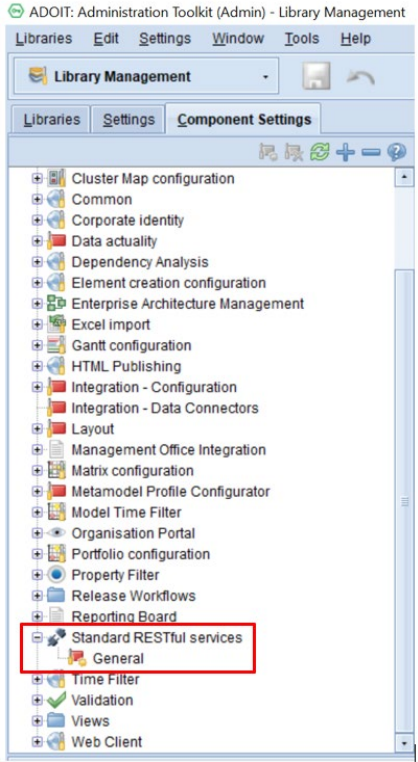 ADOIT: Administration Toolkit (Admin) - Library Management
Libraries Edit Settings Window Tools Help
Library Management
Libraries Settings Component Settings
Cluster Map configuration
Common
Corporate identity
Data actuality
Dependency Analysis
Element creation configuration
Enterprise Architecture Management
Excel import
Gantt configuration
HTML Publishing
Integration - Configuration
Integration - Data Connectors
Layout
Management Office Integration
Matrix configuration
Metamodel Profile Configurator
Model Time Filter
Organisation Portal
Portfolio configuration
Property Filter
Release Workflows
Reporting Board
Standard RESTful services
General
Time Filter
Validation
Views
Web Client